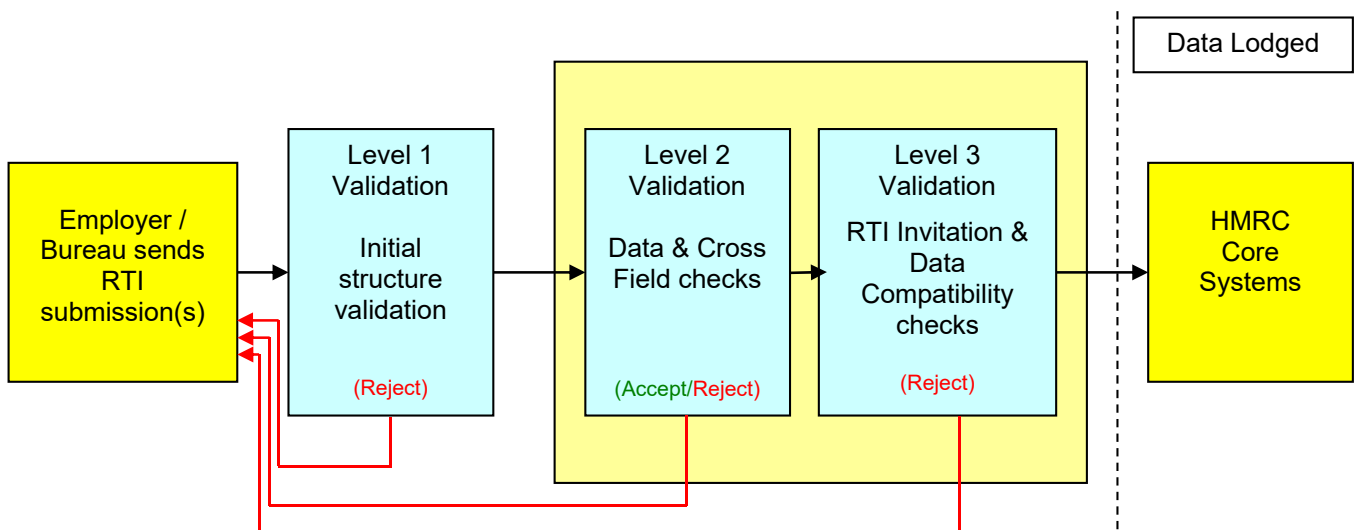 Data Lodged
Employer /
Bureau sends
RTI
submission(s)
Level 1
Validation
Initial
structure
validation
(Reject)
Level 2
Validation
Data & Cross
Field checks
(Accept/Reject)
Level 3
Validation
RTI Invitation &
Data
Compatibility
checks
(Reject)
HMRC
Core
Systems